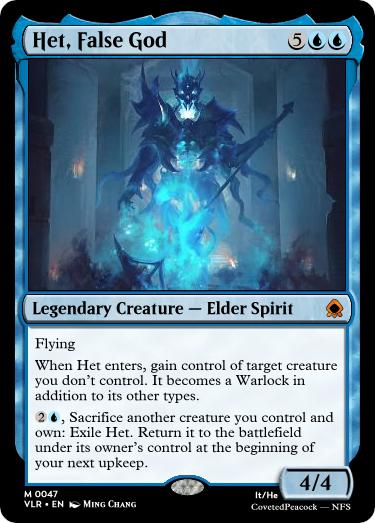 Het, False God 5UU
Legendary Creature — Elder Spirit
Flying
When Het enters, gain control of target creature
you don't control. It becomes a Warlock in
addition to its other types.
2U, Sacrifice another creature you control and
own: Exile Het. Return it to the battlefield
under its owner's control at the beginning of
your next upkeep.
4/4
M 0047
VLR • EN Ming Chang
It/He
CovetedPeacock — NFS